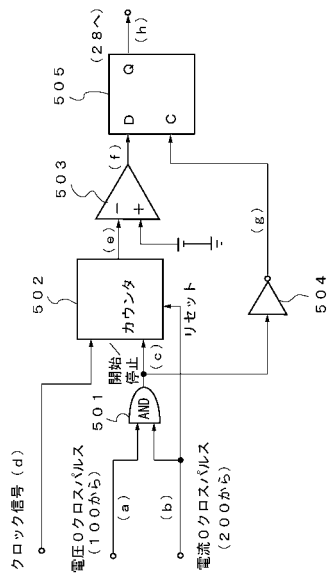 クロック信号(d)
電圧0クロスパルス
(100から)
(a)
(b)
電流0クロスパルス
(200から)
501
AND
開始/
停止
(c)
502
カウンタ
リセット
(e)
503
−
+
(f)
504
(g)
505
D
Q
C
(28へ)
(h)